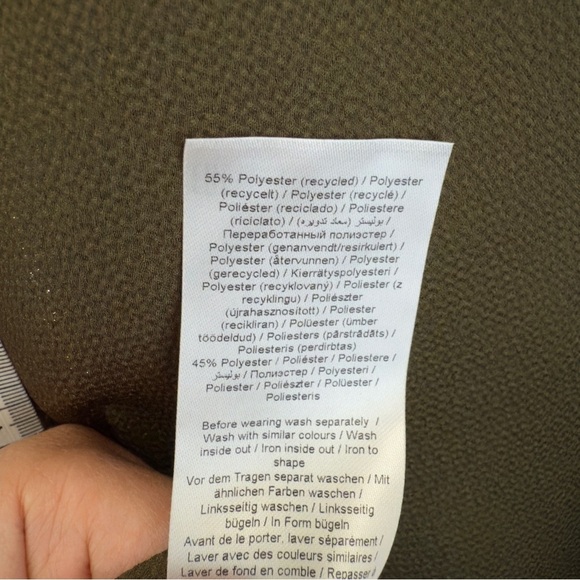 55% Polyester (recycled) / Polyester
(recycelt) / Polyester (recyclé) /
Poliéster (reciclado) / Poliestere
(riciclato) / بوليستر (معاد تدويره) /
Переработанный полиэстер /
Polyester (genanvendt/resirkulert) /
Polyester (återvunnen) / Polyester
(gerecycled) / Kierrätyspolyesteri /
Polyester (recyklovaný) / Poliester (z
recyklingu) / Poliészter
(újrahasznosított) / Poliester
(recikliran) / Polüester (ümber
töödeldud) / Poliesters (pārstrādāts) /
Poliesteris (perdirbtas)
45% Polyester / Poliéster / Poliestere /
بوليستر / Полиэстер / Polyesteri /
Poliester / Poliészter / Polüester /
Poliesteris
Before wearing wash separately /
Wash with similar colours / Wash
inside out / Iron inside out / Iron to
shape
Vor dem Tragen separat waschen / Mit
ähnlichen Farben waschen /
Linksseitig waschen / Linksseitig
bügeln / In Form bügeln
Avant de le porter, laver séparément /
Laver avec des couleurs similaires /
Laver de fond en comble / Repasser à